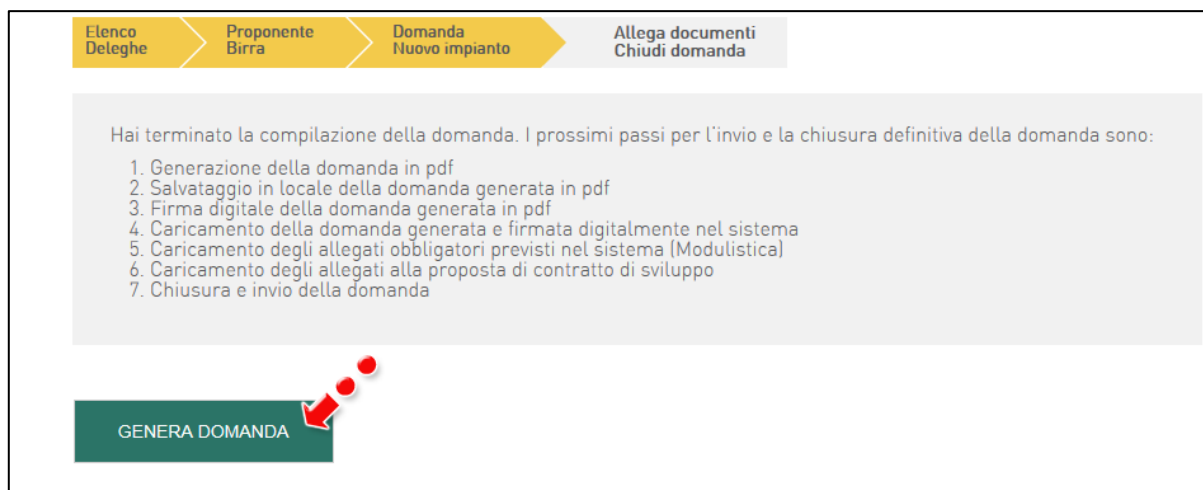 Elenco
Deleghe
Proponente
Birra
Domanda
Nuovo impianto
Allega documenti
Chiudi domanda
Hai terminato la compilazione della domanda. I prossimi passi per l'invio e la chiusura definitiva della domanda sono:
1. Generazione della domanda in pdf
2. Salvataggio in locale della domanda generata in pdf
3. Firma digitale della domanda generata in pdf
4. Caricamento della domanda generata e firmata digitalmente nel sistema
5. Caricamento degli allegati obbligatori previsti nel sistema (Modulistica)
6. Caricamento degli allegati alla proposta di contratto di sviluppo
7. Chiusura e invio della domanda
GENERA DOMANDA